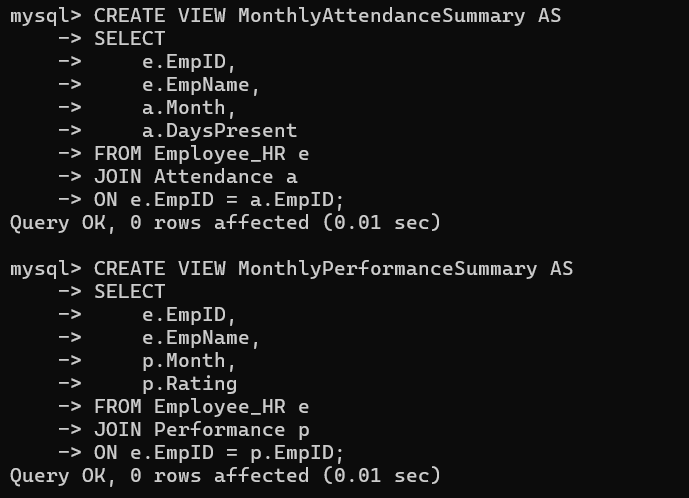 mysql> CREATE VIEW MonthlyAttendanceSummary AS
    -> SELECT
    ->     e.EmpID,
    ->     e.EmpName,
    ->     a.Month,
    ->     a.DaysPresent
    -> FROM Employee_HR e
    -> JOIN Attendance a
    -> ON e.EmpID = a.EmpID;
Query OK, 0 rows affected (0.01 sec)

mysql> CREATE VIEW MonthlyPerformanceSummary AS
    -> SELECT
    ->     e.EmpID,
    ->     e.EmpName,
    ->     p.Month,
    ->     p.Rating
    -> FROM Employee_HR e
    -> JOIN Performance p
    -> ON e.EmpID = p.EmpID;
Query OK, 0 rows affected (0.01 sec)